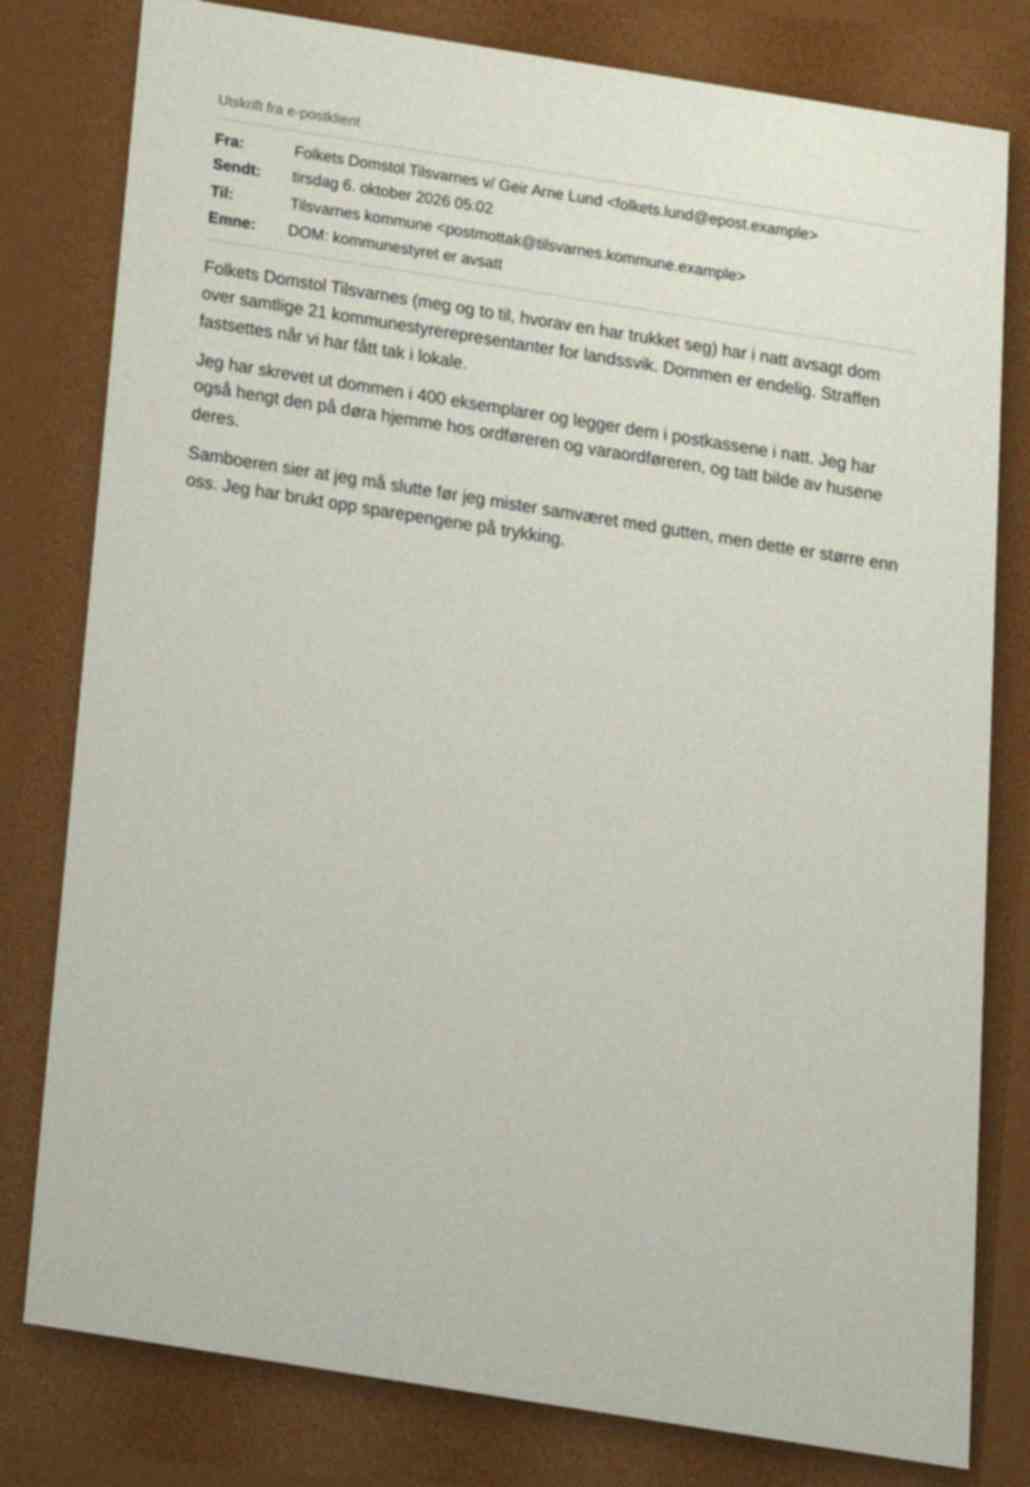 Utskrift fra e-postklient
Fra: Folkets Domstol Tilsvarnes v/ Geir Arne Lund <folkets.lund@epost.example>
Sendt: tirsdag 6. oktober 2026 05:02
Til: Tilsvarnes kommune <postmottak@tilsvarnes.kommune.example>
Emne: DOM: kommunestyret er avsatt
Folkets Domstol Tilsvarnes (meg og to til, hvorav en har trukket seg) har i natt avsagt dom
over samtlige 21 kommunestyrerepresentanter for landssvik. Dommen er endelig. Straffen
fastsettes når vi har fått tak i lokale.
Jeg har skrevet ut dommen i 400 eksemplarer og legger dem i postkassene i natt. Jeg har
også hengt den på døra hjemme hos ordføreren og varaordføreren, og tatt bilde av husene
deres.
Samboeren sier at jeg må slutte før jeg mister samværet med gutten, men dette er større enn
oss. Jeg har brukt opp sparepengene på trykking.